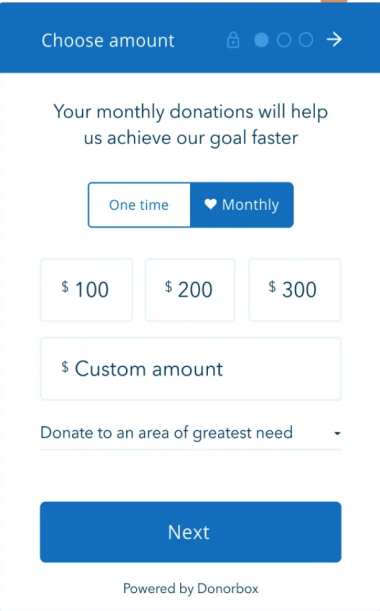 Choose amount
Your monthly donations will help
us achieve our goal faster
One time
Monthly
$ 100
$ 200
$ 300
$ Custom amount
Donate to an area of greatest need
Next
Powered by Donorbox